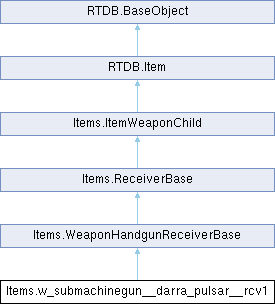 RTDB.BaseObject
RTDB.Item
Items.ItemWeaponChild
Items.ReceiverBase
Items.WeaponHandgunReceiverBase
Items.w_submachinegun__darra_pulsar__rcv1